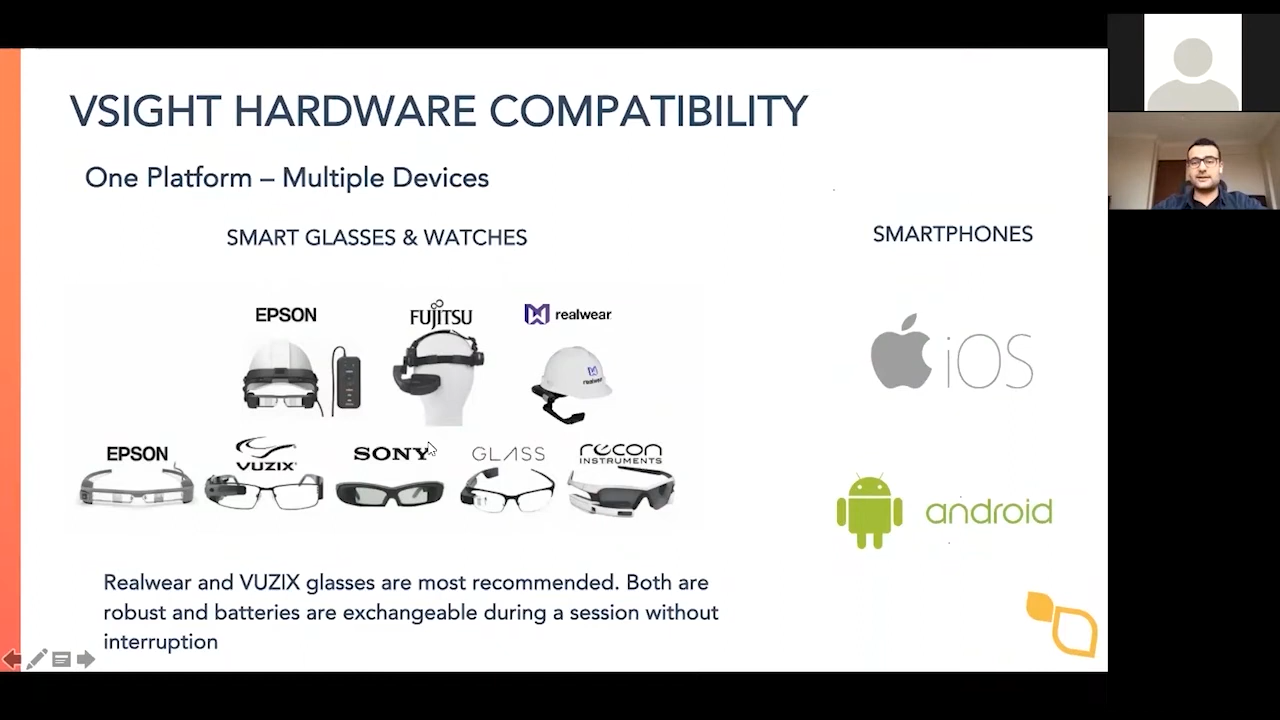 VSIGHT HARDWARE COMPATIBILITY
One Platform – Multiple Devices
SMART GLASSES & WATCHES
SMARTPHONES
EPSON
FUJITSU
realwear
realwear
iOS
EPSON
VUZIX
SONY
GLASS
recon
INSTRUMENTS
android
Realwear and VUZIX glasses are most recommended. Both are
robust and batteries are exchangeable during a session without
interruption